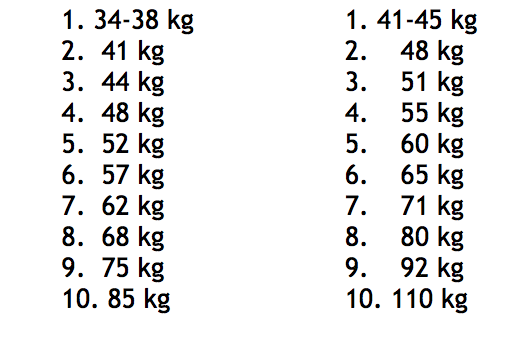 1. 34-38 kg
2. 41 kg
3. 44 kg
4. 48 kg
5. 52 kg
6. 57 kg
7. 62 kg
8. 68 kg
9. 75 kg
10. 85 kg
1. 41-45 kg
2. 48 kg
3. 51 kg
4. 55 kg
5. 60 kg
6. 65 kg
7. 71 kg
8. 80 kg
9. 92 kg
10. 110 kg